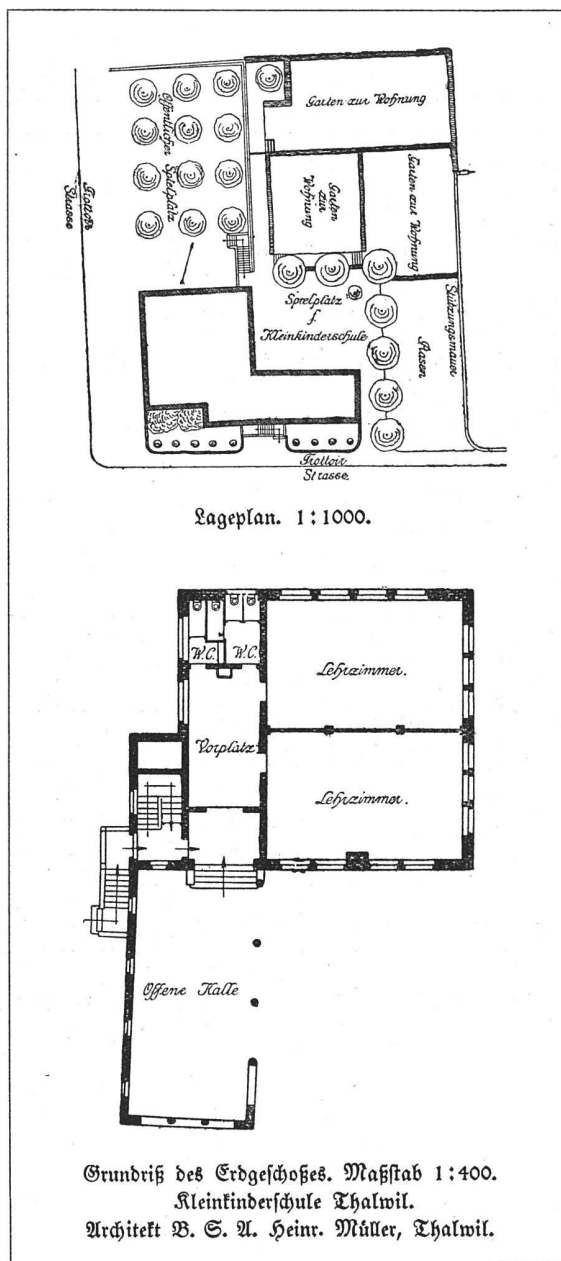 Garten zur Wohnung
Öffentlicher Spielplatz
Trottoir
Strasse
Garten
zur
Wohnung
Garten zur Wohnung
Spielplatz
f.
Kleinkinderschule
Rasen
Stützungsmauer
Trottoir
Strasse
Lageplan. 1:1000.
W.C.
W.C.
Lehrzimmer.
Vorplatz
Lehrzimmer.
Offene Halle
Grundriß des Erdgeschoßes. Maßstab 1:400.
Kleinkinderschule Thalwil.
Architekt B. S. A. Heinr. Müller, Thalwil.